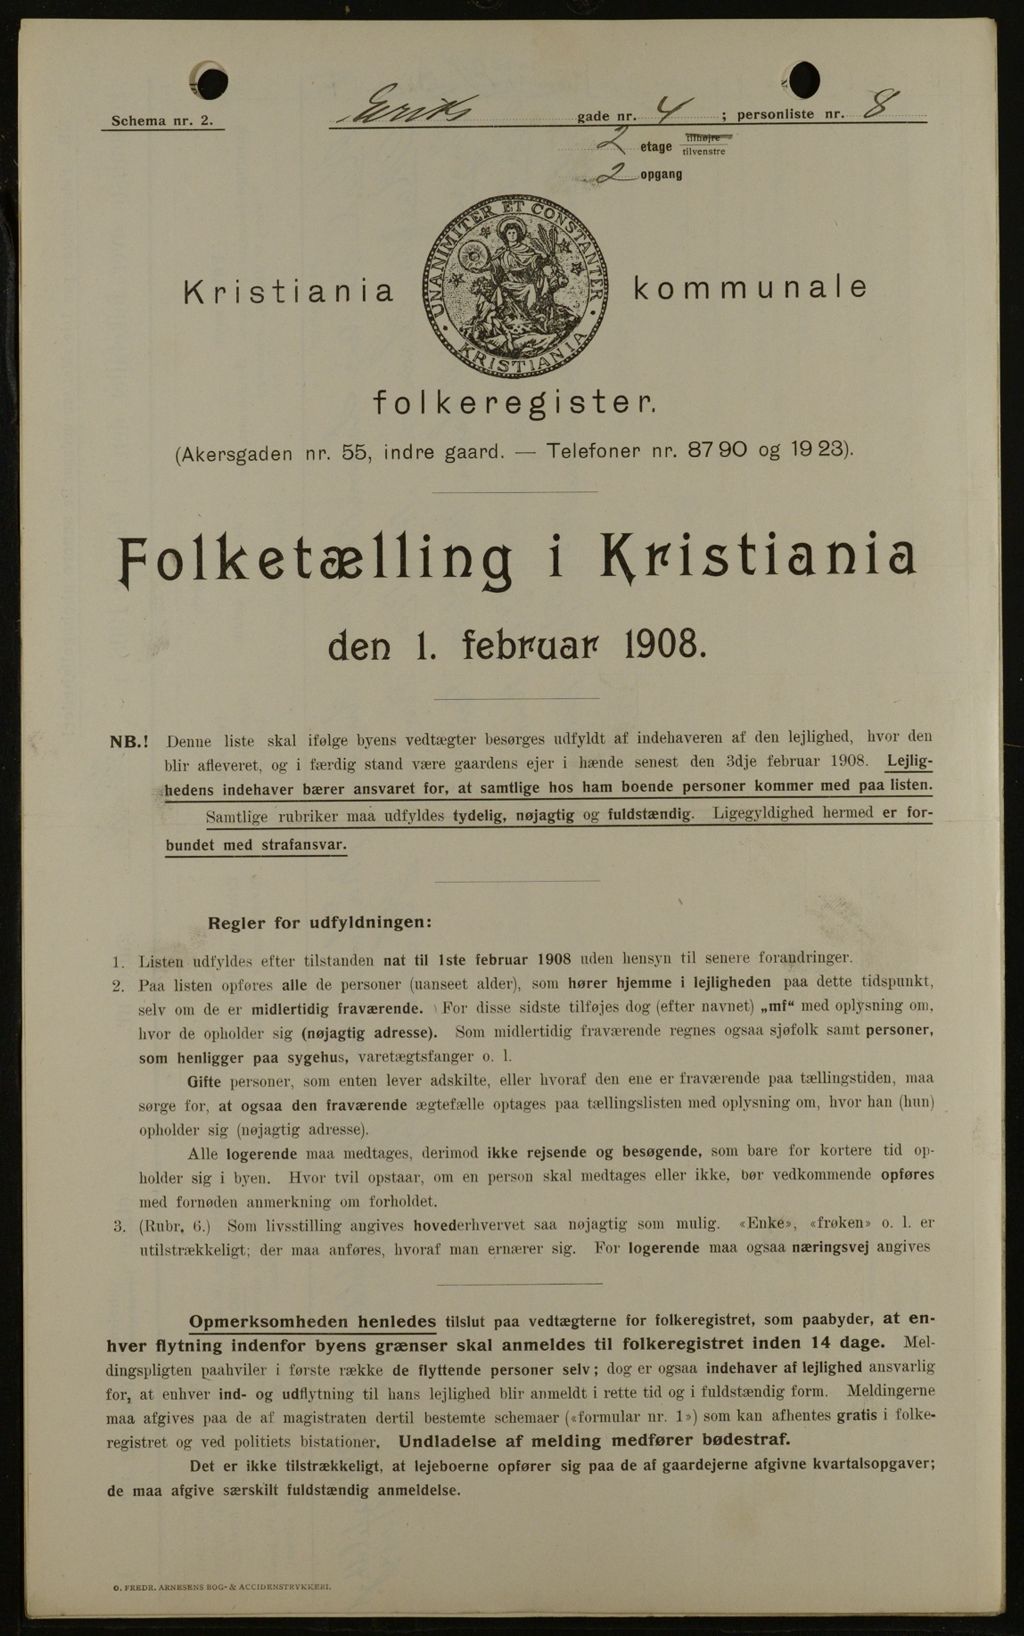 Schema nr. 2.
Eriks gade nr. 4 ; personliste nr. 8
2 etage tilhøjre tilvenstre
2 opgang
UNANIMITER ET CONSTANTER
KRISTIANIA
Kristiania kommunale
folkeregister.
(Akersgaden nr. 55, indre gaard. — Telefoner nr. 87 90 og 19 23).
Folketælling i Kristiania
den 1. februar 1908.
NB.! Denne liste skal ifølge byens vedtægter besørges udfyldt af indehaveren af den lejlighed, hvor den
blir afleveret, og i færdig stand være gaardens ejer i hænde senest den 3dje februar 1908. Lejlig-
hedens indehaver bærer ansvaret for, at samtlige hos ham boende personer kommer med paa listen.
Samtlige rubriker maa udfyldes tydelig, nøjagtig og fuldstændig. Ligegyldighed hermed er for-
bundet med strafansvar.
Regler for udfyldningen:
1. Listen udfyldes efter tilstanden nat til 1ste februar 1908 uden hensyn til senere forandringer.
2. Paa listen opføres alle de personer (uanseet alder), som hører hjemme i lejligheden paa dette tidspunkt,
selv om de er midlertidig fraværende. For disse sidste tilføjes dog (efter navnet) „mf“ med oplysning om,
hvor de opholder sig (nøjagtig adresse). Som midlertidig fraværende regnes ogsaa sjøfolk samt personer,
som henligger paa sygehus, varetægtsfanger o. l.
Gifte personer, som enten lever adskilte, eller hvoraf den ene er fraværende paa tællingstiden, maa
sørge for, at ogsaa den fraværende ægtefælle optages paa tællingslisten med oplysning om, hvor han (hun)
opholder sig (nøjagtig adresse).
Alle logerende maa medtages, derimod ikke rejsende og besøgende, som bare for kortere tid op-
holder sig i byen. Hvor tvil opstaar, om en person skal medtages eller ikke, bør vedkommende opføres
med fornøden anmerkning om forholdet.
3. (Rubr. 6.) Som livsstilling angives hovederhvervet saa nøjagtig som mulig. «Enke», «frøken» o. l. er
utilstrækkeligt; der maa anføres, hvoraf man ernærer sig. For logerende maa ogsaa næringsvej angives
Opmerksomheden henledes tilslut paa vedtægterne for folkeregistret, som paabyder, at en-
hver flytning indenfor byens grænser skal anmeldes til folkeregistret inden 14 dage. Mel-
dingspligten paahviler i første række de flyttende personer selv; dog er ogsaa indehaver af lejlighed ansvarlig
for, at enhver ind- og udflytning til hans lejlighed blir anmeldt i rette tid og i fuldstændig form. Meldingerne
maa afgives paa de af magistraten dertil bestemte schemaer («formular nr. 1») som kan afhentes gratis i folke-
registret og ved politiets bistationer. Undladelse af melding medfører bødestraf.
Det er ikke tilstrækkeligt, at lejeboerne opfører sig paa de af gaardejerne afgivne kvartalsopgaver;
de maa afgive særskilt fuldstændig anmeldelse.
O. FREDR. ARNESENS BOG- & ACCIDENSTRYKKERI.